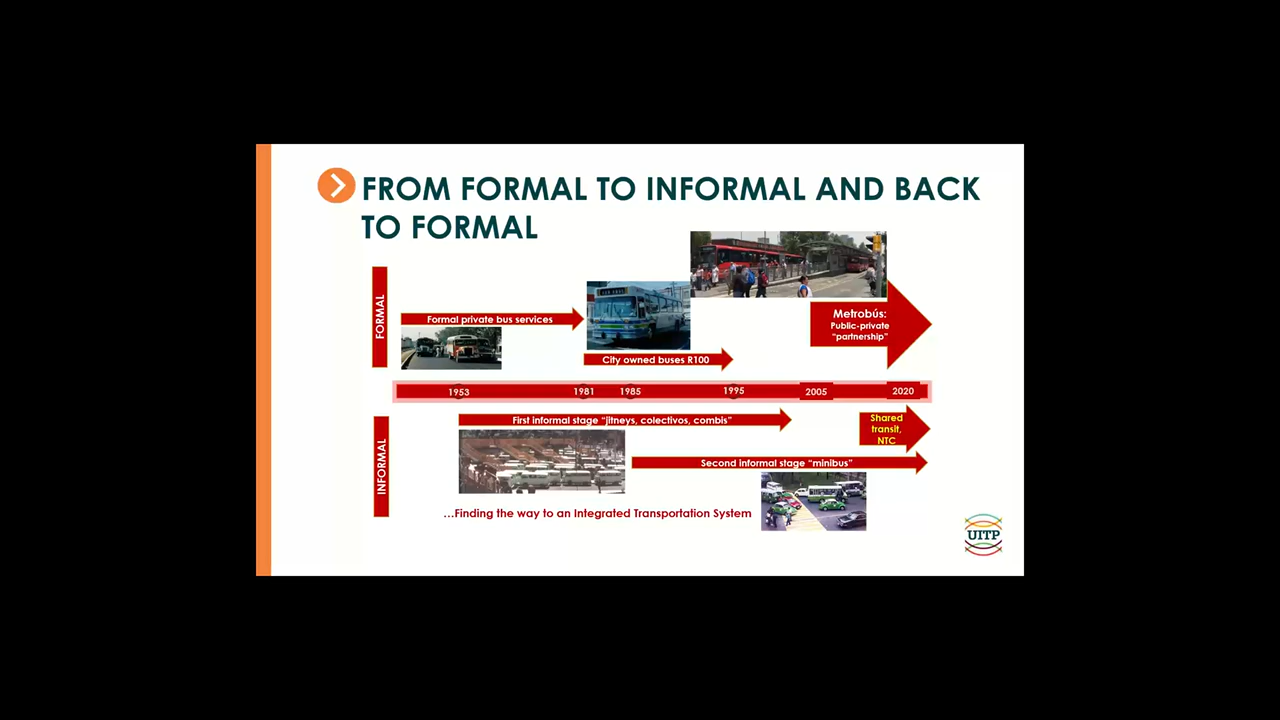 FROM FORMAL TO INFORMAL AND BACK
TO FORMAL
FORMAL
Formal private bus services
City owned buses R100
Metrobús:
Public-private
"partnership"
1953
1981
1985
1995
2005
2020
INFORMAL
First informal stage "jitneys, colectivos, combis"
Shared
transit,
NTC
Second informal stage "minibus"
...Finding the way to an Integrated Transportation System
UITP